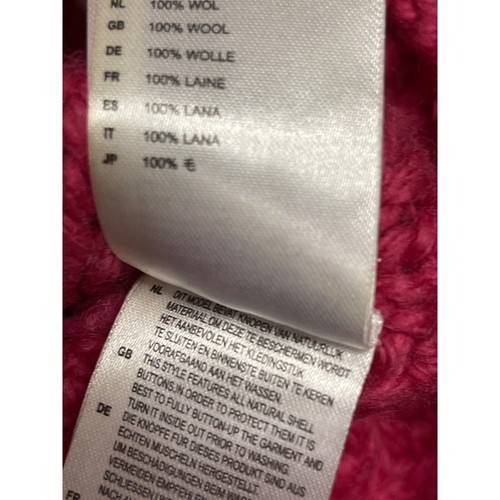 NL 100% WOL
GB 100% WOOL
DE 100% WOLLE
FR 100% LAINE
ES 100% LANA
IT 100% LANA
JP 100% 毛
NL DIT MODEL BEVAT KNOPEN VAN NATUURLIJK
MATERIAAL OM DEZE TE BESCHERMEN WORDT
HET AANBEVOLEN HET KLEDINGSTUK
TE SLUITEN EN BINNENSTE BUITEN TE KEREN
VOORAFGAAND AAN HET WASSEN.
GB THIS STYLE FEATURES ALL NATURAL SHELL
BUTTONS,IN ORDER TO PROTECT THEM IT IS
BEST TO FULLY BUTTON-UP THE GARMENT AND
TURN IT INSIDE OUT PRIOR TO WASHING.
DE DIE KNÖPFE FÜR DIESES PRODUKT SIND AUS
ECHTEN MUSCHELN HERGESTELLT.
UM BESCHÄDIGUNGEN BEIM
VERMEIDEN EMPFEHLEN
SCHLIESSEN UND
NACH
FR